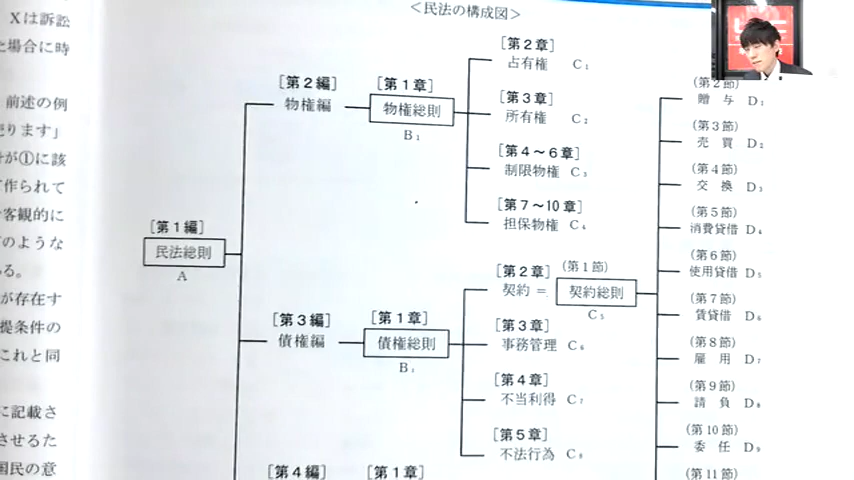 <民法の構成図>
Xは訴訟
た場合に時
前述の例
売ります」
①に該
作られて
客観的に
のような
る。
が存在す
提条件の
これと同
に記載さ
させるた
国民の意
[第1編]
民法総則
A
[第2編]
物権編
[第1章]
物権総則
B₁
[第2章]
占有権 C₁
[第3章]
所有権 C₂
[第4〜6章]
制限物権 C₃
[第7〜10章]
担保物権 C₄
[第3編]
債権編
[第1章]
債権総則
B₁
[第2章]
契約 =
(第1節)
契約総則
C₅
[第3章]
事務管理 C₆
[第4章]
不当利得 C₇
[第5章]
不法行為 C₈
(第2節)
贈与 D₁
(第3節)
売買 D₂
(第4節)
交換 D₃
(第5節)
消費貸借 D₄
(第6節)
使用貸借 D₅
(第7節)
賃貸借 D₆
(第8節)
雇用 D₇
(第9節)
請負 D₈
(第10節)
委任 D₉
(第11節)
[第4編]
[第1章]